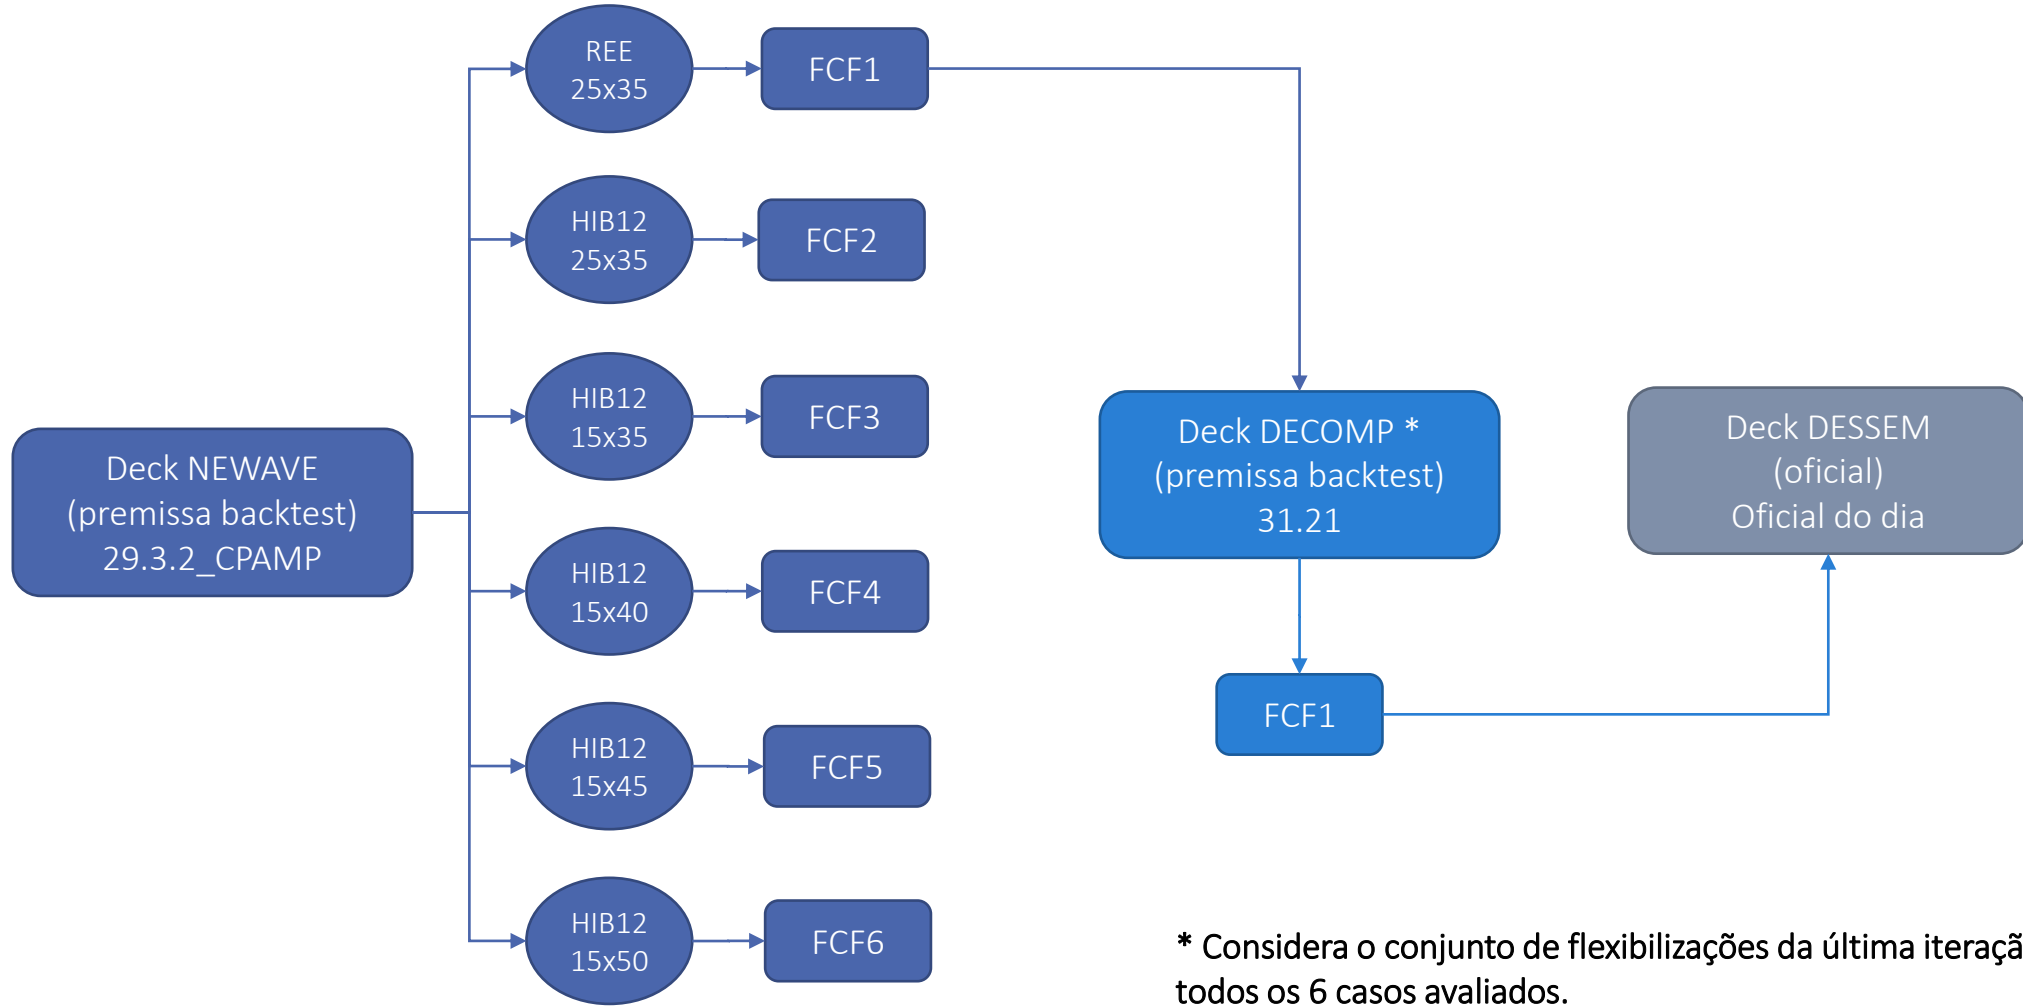 REE
25x35
FCF1
HIB12
25x35
FCF2
HIB12
15x35
FCF3
Deck NEWAVE
(premissa backtest)
29.3.2_CPAMP
HIB12
15x40
FCF4
HIB12
15x45
FCF5
HIB12
15x50
FCF6
Deck DECOMP *
(premissa backtest)
31.21
FCF1
Deck DESSEM
(oficial)
Oficial do dia
* Considera o conjunto de flexibilizações da última
todos os 6 casos avaliados.